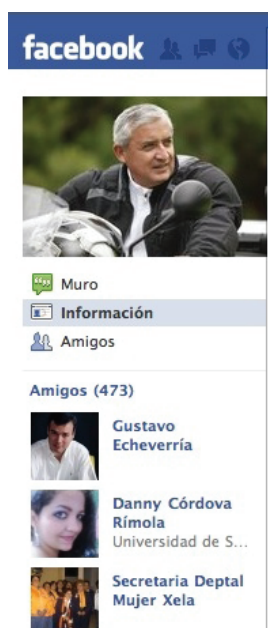 facebook
Muro
Información
Amigos
Amigos (473)
Gustavo
Echeverría
Danny Córdova
Rímola
Universidad de S...
Secretaria Deptal
Mujer Xela